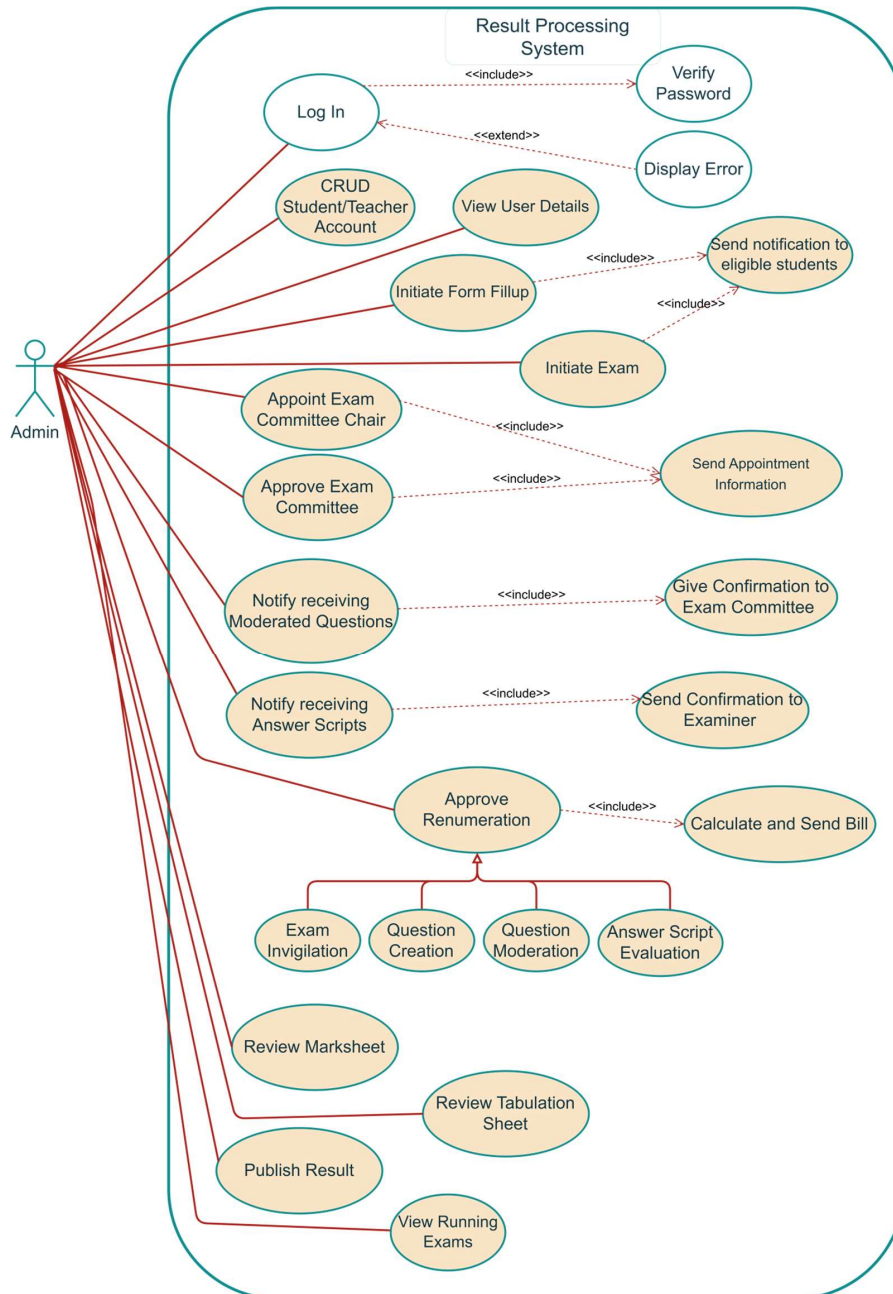 Result Processing
System
<<include>>
Verify
Password
Log In
<<extend>>
Display Error
CRUD
Student/Teacher
Account
View User Details
Send notification to
eligible students
<<include>>
Initiate Form Fillup
<<include>>
Initiate Exam
Admin
Appoint Exam
Committee Chair
<<include>>
Send Appointment
Information
Approve Exam
Committee
<<include>>
Notify receiving
Moderated Questions
<<include>>
Give Confirmation to
Exam Committee
Notify receiving
Answer Scripts
<<include>>
Send Confirmation to
Examiner
Approve
Renumeration
<<include>>
Calculate and Send Bill
Exam
Invigilation
Question
Creation
Question
Moderation
Answer Script
Evaluation
Review Marksheet
Review Tabulation
Sheet
Publish Result
View Running
Exams